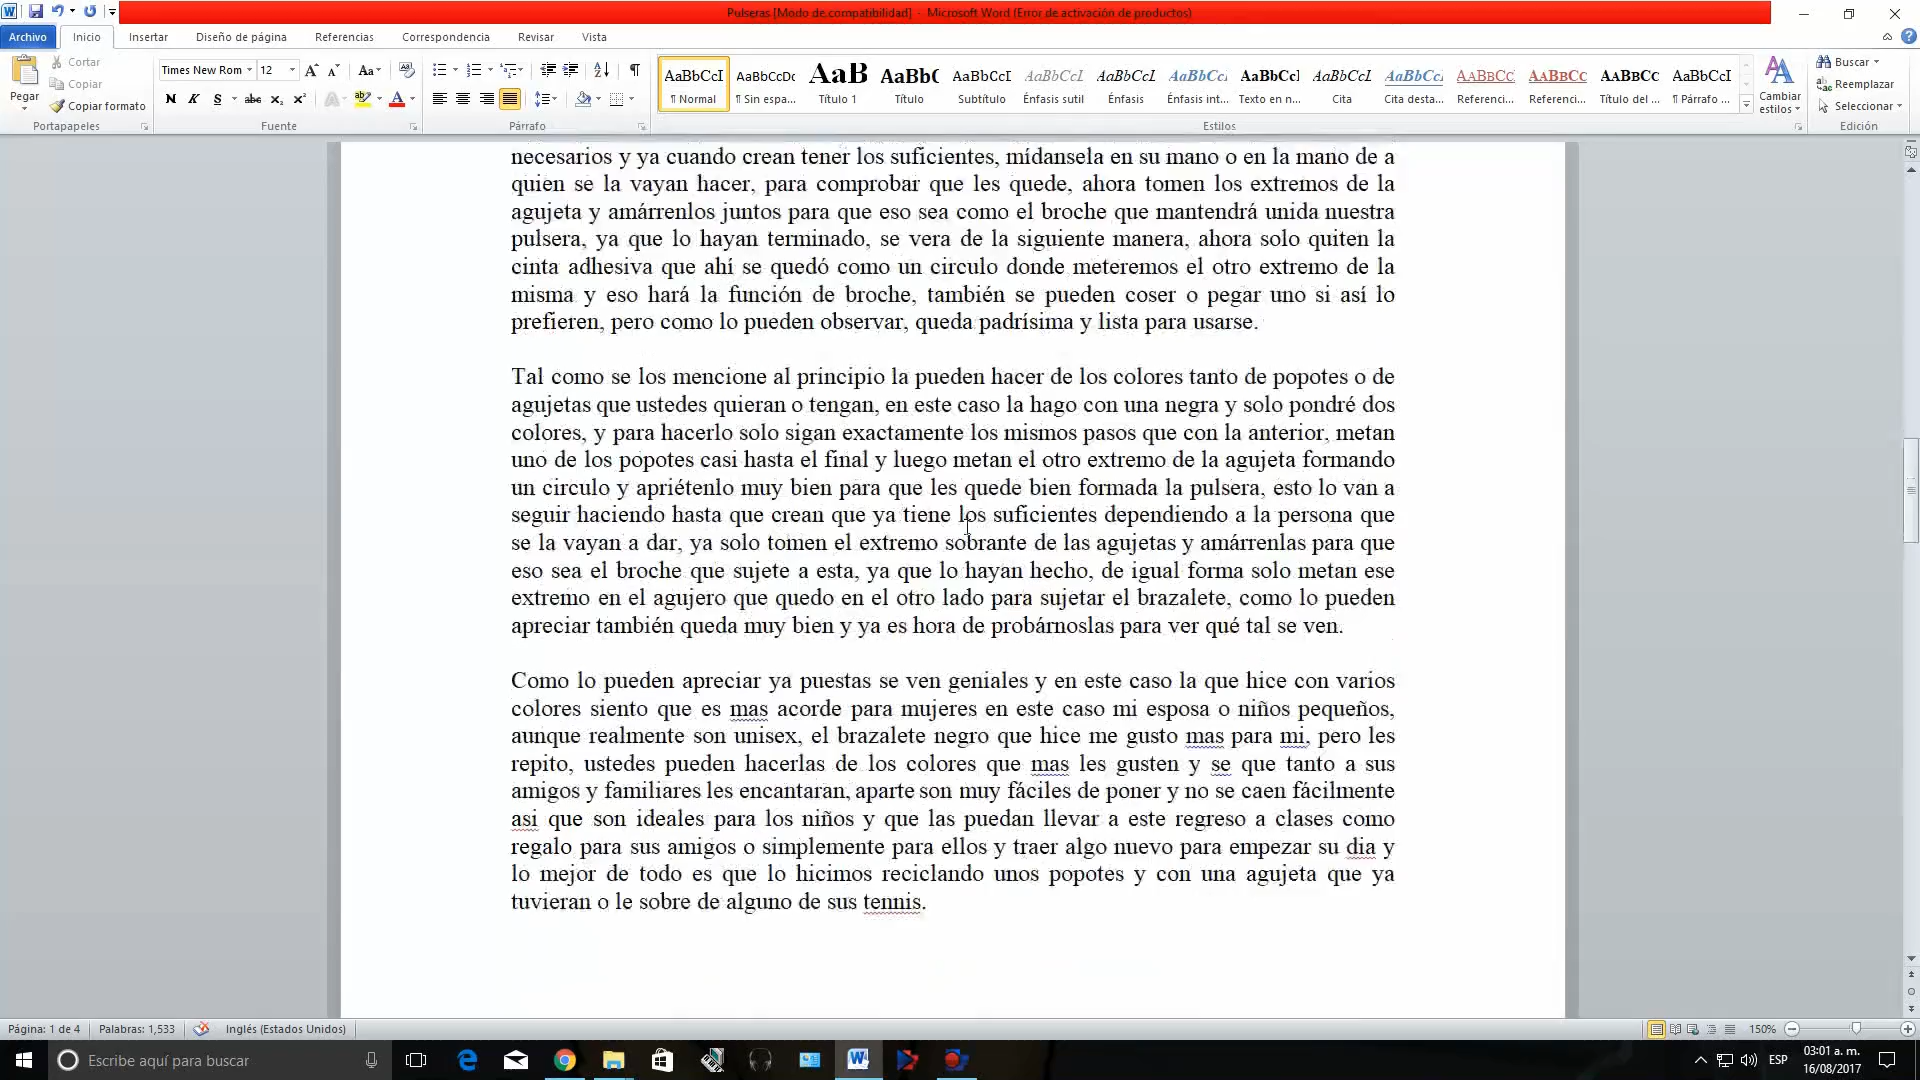 Pulseras [Modo de compatibilidad] - Microsoft Word (Error de activación de productos)
Archivo Inicio Insertar Diseño de página Referencias Correspondencia Revisar Vista
Pegar
Cortar
Copiar
Copiar formato
Portapapeles
Times New Rom 12
Aa
N K S abc x₂ x²
Fuente
Párrafo
AaBbCcI
¶ Normal
AaBbCcDc
¶ Sin espa...
AaB
Título 1
AaBbC
Título
AaBbCcI
Subtítulo
AaBbCcL
Énfasis sutil
AaBbCcI
Énfasis
AaBbCcI
Énfasis int...
AaBbCcI
Texto en n...
AaBbCcI
Cita
AaBbCcI
Cita desta...
AABBCC
Referenci...
AABBCC
Referenci...
AABBCC
Título del ...
AaBbCcI
¶ Párrafo ...
Estilos
Cambiar
estilos
Buscar
Reemplazar
Seleccionar
Edición
necesarios y ya cuando crean tener los suficientes, mídansela en su mano o en la mano de a
quien se la vayan hacer, para comprobar que les quede, ahora tomen los extremos de la
agujeta y amárrenlos juntos para que eso sea como el broche que mantendrá unida nuestra
pulsera, ya que lo hayan terminado, se vera de la siguiente manera, ahora solo quiten la
cinta adhesiva que ahí se quedó como un circulo donde meteremos el otro extremo de la
misma y eso hará la función de broche, también se pueden coser o pegar uno si así lo
prefieren, pero como lo pueden observar, queda padrísima y lista para usarse.
Tal como se los mencione al principio la pueden hacer de los colores tanto de popotes o de
agujetas que ustedes quieran o tengan, en este caso la hago con una negra y solo pondré dos
colores, y para hacerlo solo sigan exactamente los mismos pasos que con la anterior, metan
uno de los popotes casi hasta el final y luego metan el otro extremo de la agujeta formando
un circulo y apriétenlo muy bien para que les quede bien formada la pulsera, esto lo van a
seguir haciendo hasta que crean que ya tiene los suficientes dependiendo a la persona que
se la vayan a dar, ya solo tomen el extremo sobrante de las agujetas y amárrenlas para que
eso sea el broche que sujete a esta, ya que lo hayan hecho, de igual forma solo metan ese
extremo en el agujero que quedo en el otro lado para sujetar el brazalete, como lo pueden
apreciar también queda muy bien y ya es hora de probárnoslas para ver qué tal se ven.
Como lo pueden apreciar ya puestas se ven geniales y en este caso la que hice con varios
colores siento que es mas acorde para mujeres en este caso mi esposa o niños pequeños,
aunque realmente son unisex, el brazalete negro que hice me gusto mas para mi, pero les
repito, ustedes pueden hacerlas de los colores que mas les gusten y se que tanto a sus
amigos y familiares les encantaran, aparte son muy fáciles de poner y no se caen fácilmente
asi que son ideales para los niños y que las puedan llevar a este regreso a clases como
regalo para sus amigos o simplemente para ellos y traer algo nuevo para empezar su dia y
lo mejor de todo es que lo hicimos reciclando unos popotes y con una agujeta que ya
tuvieran o le sobre de alguno de sus tennis.
Página: 1 de 4 Palabras: 1,533 Inglés (Estados Unidos) 150%
Escribe aquí para buscar
ESP
03:01 a. m.
16/08/2017